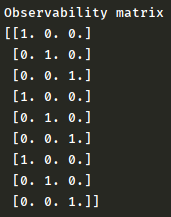 Observability matrix
[[1. 0. 0.]
 [0. 1. 0.]
 [0. 0. 1.]
 [1. 0. 0.]
 [0. 1. 0.]
 [0. 0. 1.]
 [1. 0. 0.]
 [0. 1. 0.]
 [0. 0. 1.]]